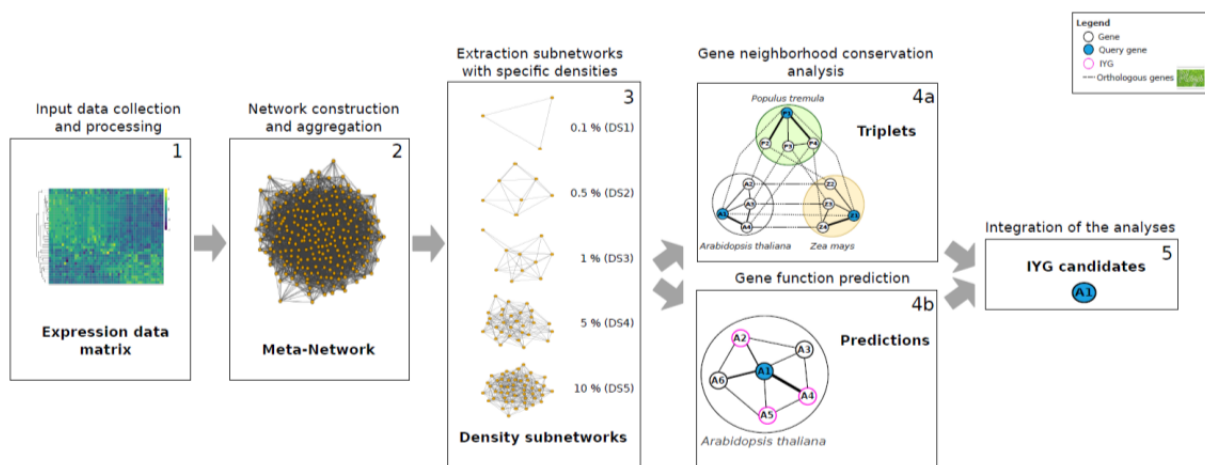 Input data collection
and processing
1
Expression data
matrix
Network construction
and aggregation
2
Meta-Network
Extraction subnetworks
with specific densities
3
0.1 % (DS1)
0.5 % (DS2)
1 % (DS3)
5 % (DS4)
10 % (DS5)
Density subnetworks
Gene neighborhood conservation
analysis
4a
Populus tremula
Triplets
P1
P2
P3
P4
A2
A3
A1
A4
Z2
Z3
Z1
Z4
Arabidopsis thaliana
Zea mays
Gene function prediction
4b
Predictions
A2
A3
A1
A6
A4
A5
Arabidopsis thaliana
Integration of the analyses
5
IYG candidates
A1
Legend
Gene
Query gene
IYG
Orthologous genes